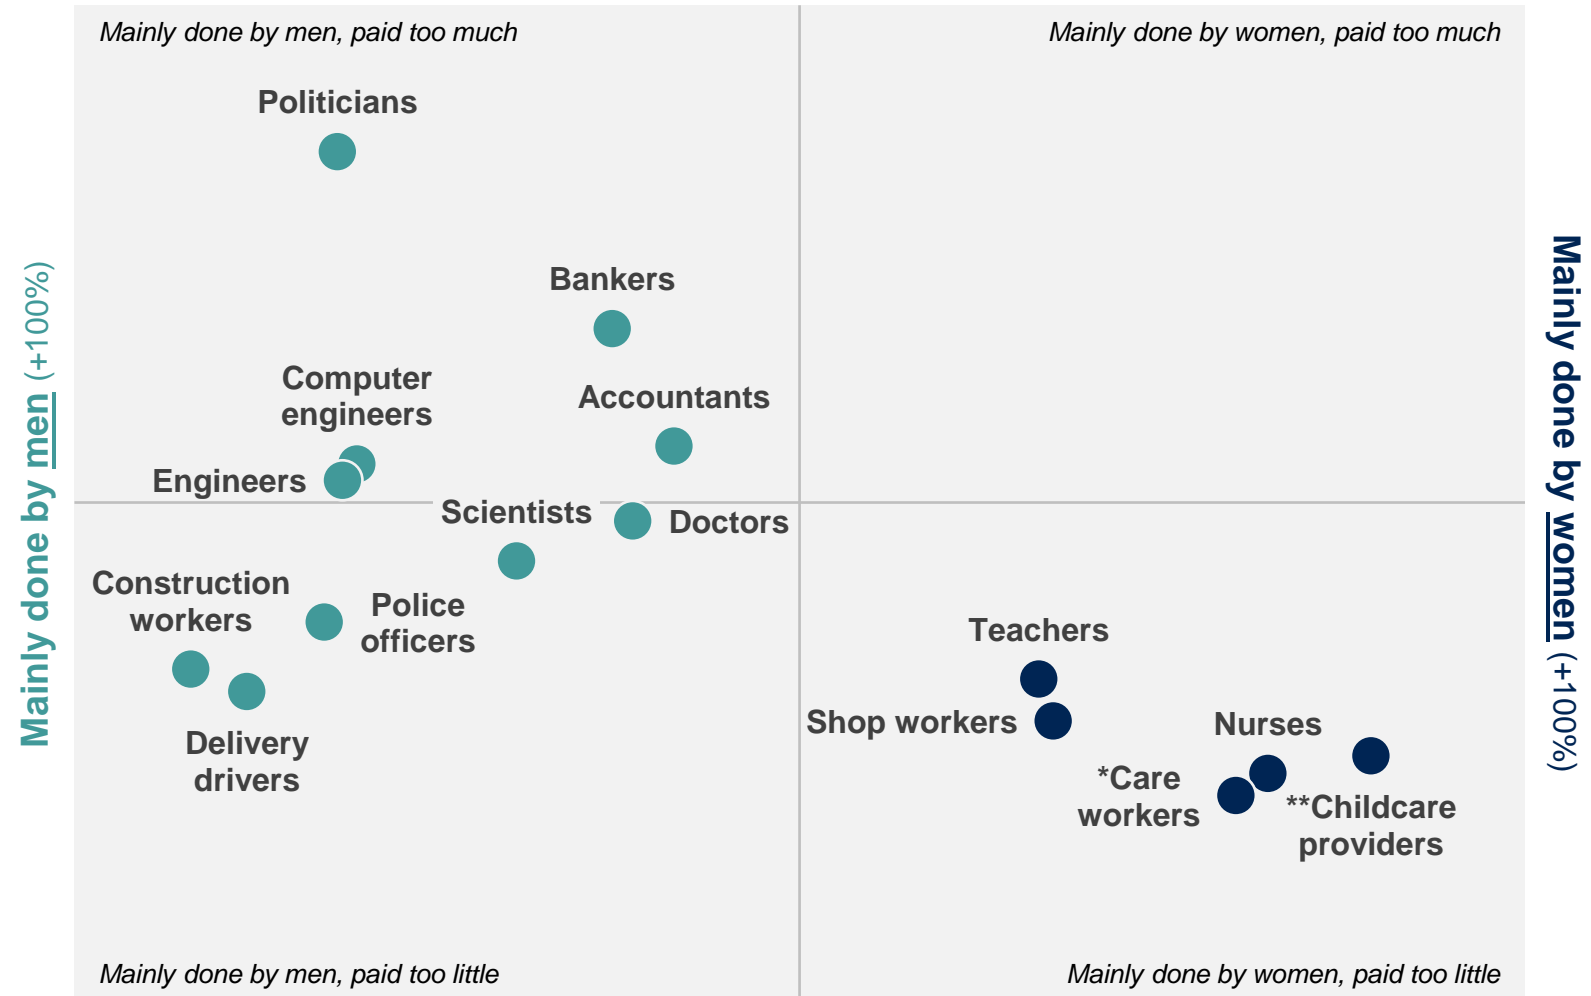 Mainly done by men, paid too much
Mainly done by women, paid too much
Politicians
Bankers
Computer
engineers
Accountants
Engineers
Scientists
Doctors
Construction
workers
Police
officers
Delivery
drivers
Teachers
Shop workers
Nurses
*Care
workers
**Childcare
providers
Mainly done by men (+100%)
Mainly done by women (+100%)
Mainly done by men, paid too little
Mainly done by women, paid too little